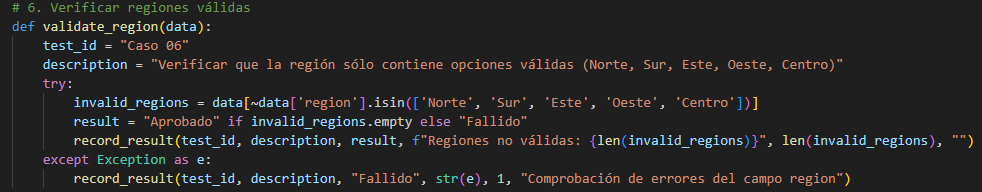 # 6. Verificar regiones válidas
def validate_region(data):
    test_id = "Caso 06"
    description = "Verificar que la región sólo contiene opciones válidas (Norte, Sur, Este, Oeste, Centro)"
    try:
        invalid_regions = data[~data['region'].isin(['Norte', 'Sur', 'Este', 'Oeste', 'Centro'])]
        result = "Aprobado" if invalid_regions.empty else "Fallido"
        record_result(test_id, description, result, f"Regiones no válidas: {len(invalid_regions)}", len(invalid_regions), "")
    except Exception as e:
        record_result(test_id, description, "Fallido", str(e), 1, "Comprobación de errores del campo region")